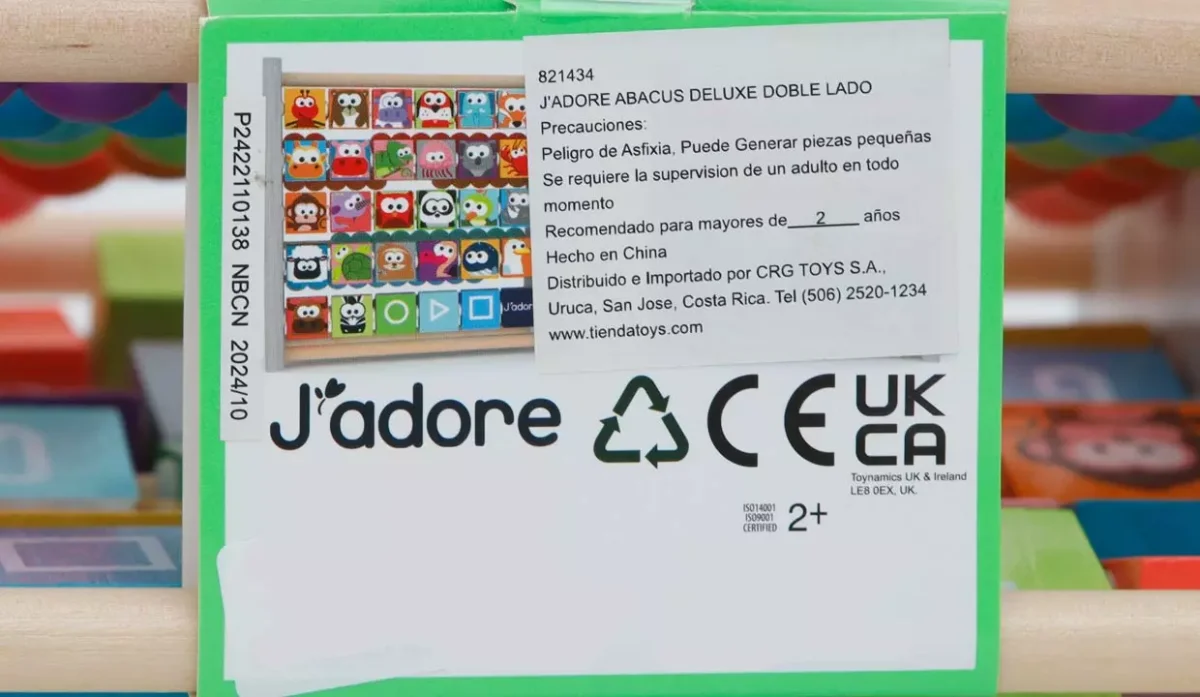 821434
J'ADORE ABACUS DELUXE DOBLE LADO
Precauciones:
Peligro de Asfixia, Puede Generar piezas pequeñas
Se requiere la supervision de un adulto en todo
momento
Recomendado para mayores de 2 años
Hecho en China
Distribuido e Importado por CRG TOYS S.A.,
Uruca, San Jose, Costa Rica. Tel (506) 2520-1234
www.tiendatoys.com
P2422110138 NBCN 2024/10
J'ador
J'adore
CE
UK
CA
Toynamics UK & Ireland
LE8 0EX, UK.
ISO14001
ISO9001
CERTIFIED
2+